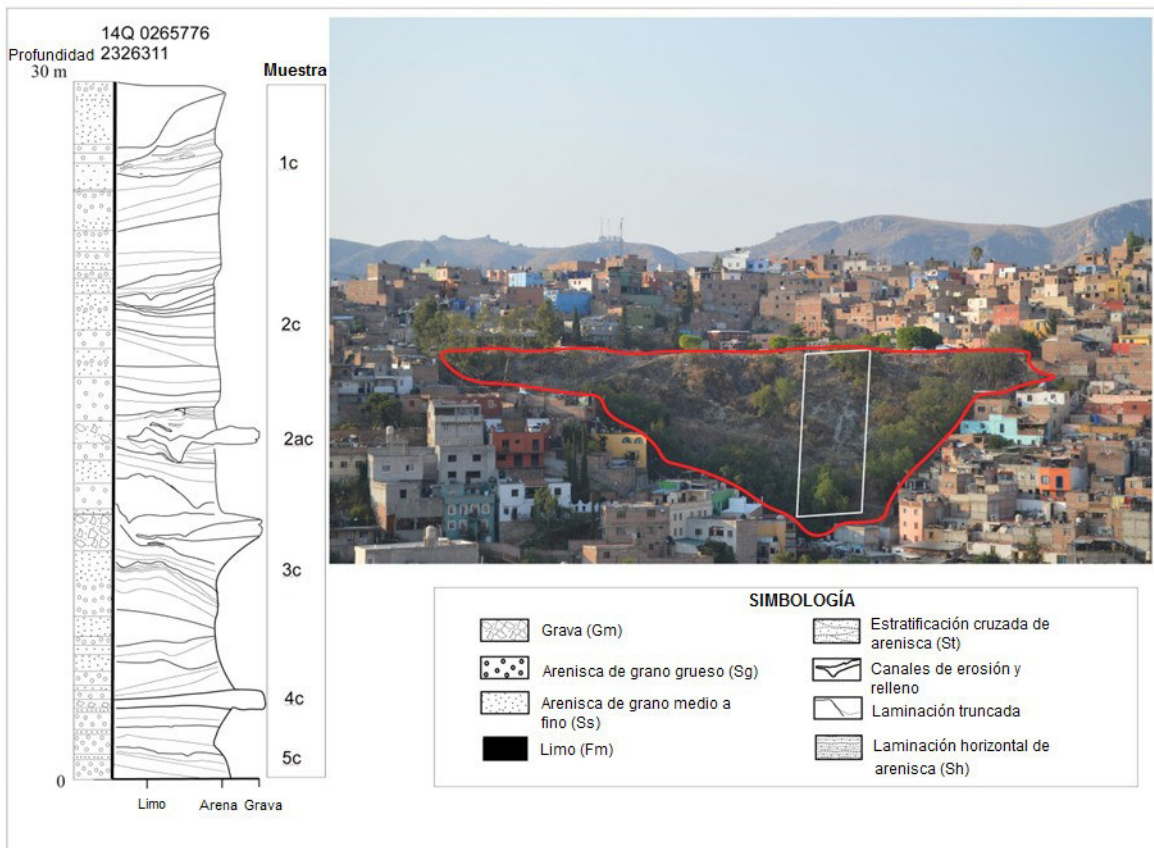 14Q 0265776
Profundidad 2326311
30 m
Muestra
1c
2c
2ac
3c
4c
5c
0
Limo Arena Grava
SIMBOLOGÍA
Grava (Gm)
Arenisca de grano grueso (Sg)
Arenisca de grano medio a
fino (Ss)
Limo (Fm)
Estratificación cruzada de
arenisca (St)
Canales de erosión y
relleno
Laminación truncada
Laminación horizontal de
arenisca (Sh)